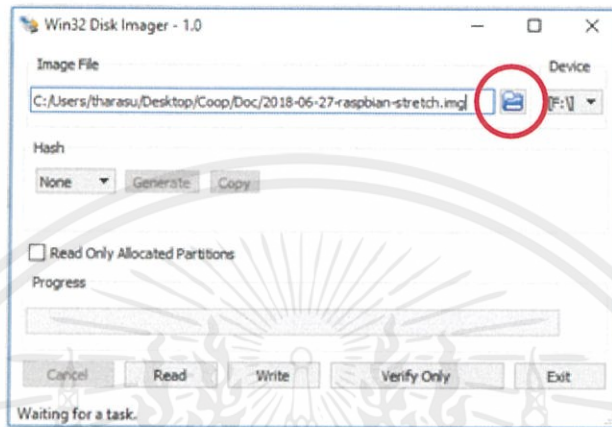 Win32 Disk Imager - 1.0
Image File
Device
C:/Users/tharasu/Desktop/Coop/Doc/2018-06-27-raspbian-stretch.img
[F:\]
Hash
None
Generate
Copy
Read Only Allocated Partitions
Progress
Cancel
Read
Write
Verify Only
Exit
Waiting for a task.